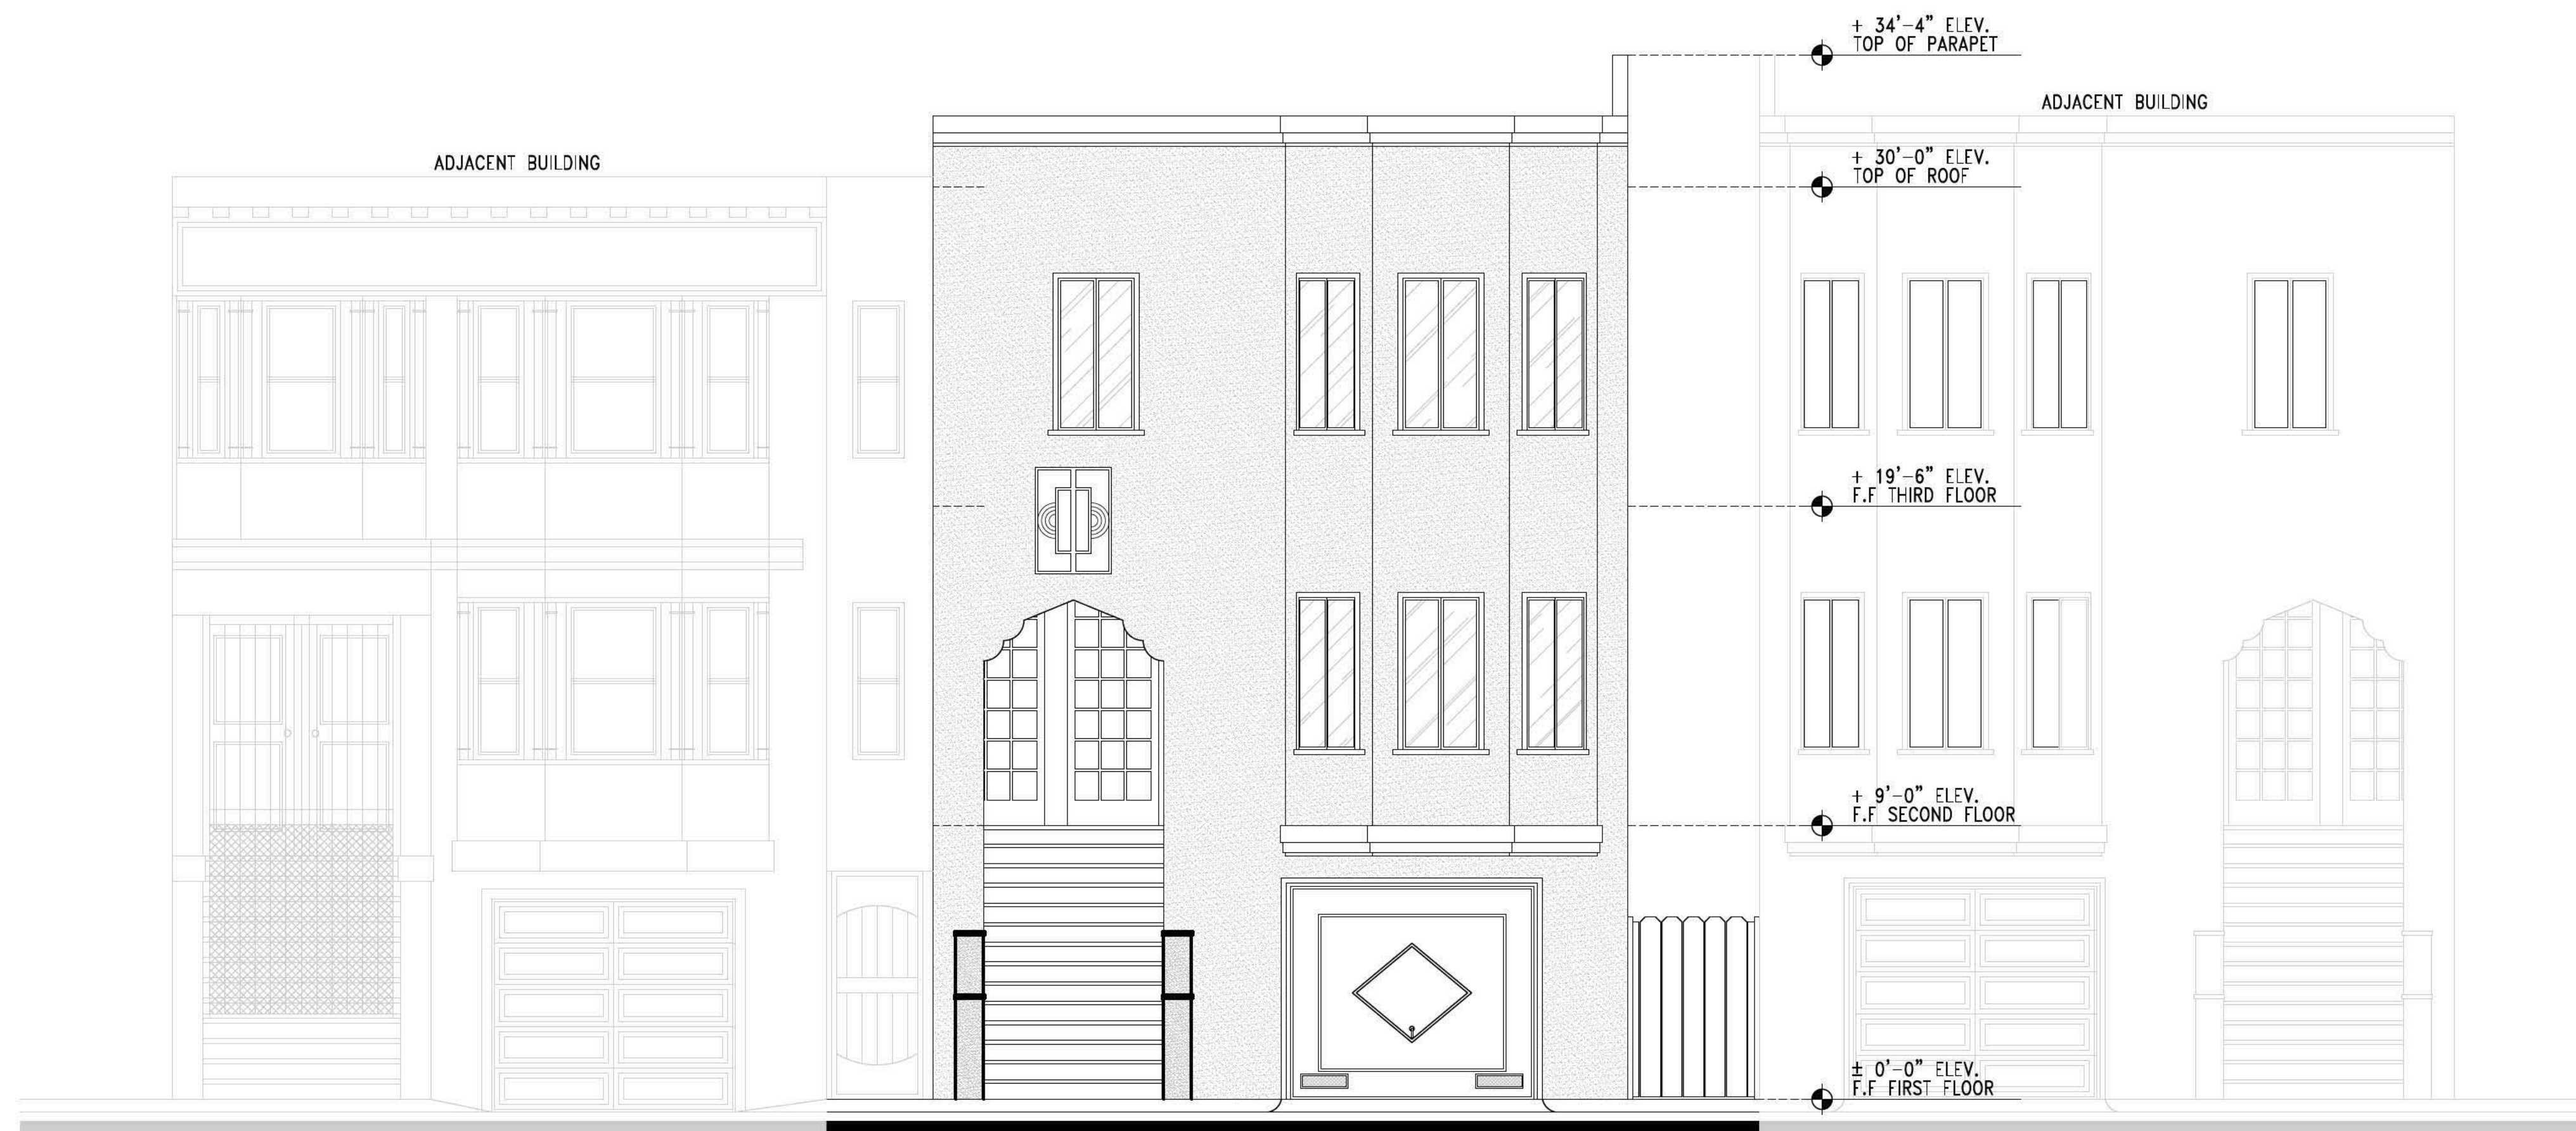 + 34'-4" ELEV.
TOP OF PARAPET
ADJACENT BUILDING
ADJACENT BUILDING
+ 30'-0" ELEV.
TOP OF ROOF
+ 19'-6" ELEV.
F.F THIRD FLOOR
+ 9'-0" ELEV.
F.F SECOND FLOOR
± 0'-0" ELEV.
F.F FIRST FLOOR